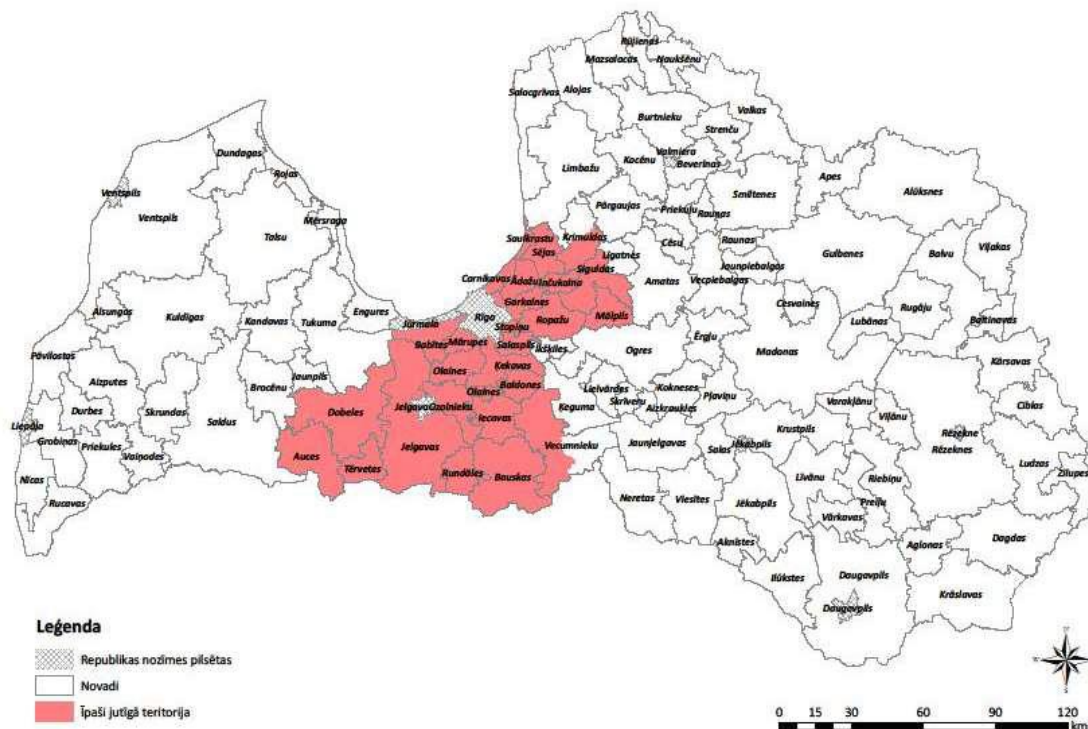 Rūjienas
Mazsalacas
Naukšēnu
Salacgrīvas
Alojas
Valkas
Burtnieku
Strenču
Dundagas
Valmiera
Kocēnu
Beverīnas
Rojas
Limbažu
Apes
Ventspils
Smiltenes
Alūksnes
Ventspils
Pārgaujas
Priekuļu
Mērsraga
Raunas
Talsu
Saulkrastu
Krimuldas
Cēsu
Raunas
Sējas
Līgatnes
Gulbenes
Balvu
Viļakas
Jaunpiebalgas
Siguldas
Carnikavas
Ādažu
Inčukalna
Amatas
Vecpiebalgas
Garkalnes
Cesvaines
Rugāju
Alsungas
Engures
Kuldīgas
Kandavas
Tukuma
Rīga
Mālpils
Lubānas
Baltinavas
Jūrmala
Stopiņu
Ropažu
Ērgļu
Mārupes
Salaspils
Ikšķiles
Babītes
Ogres
Madonas
Pāvilostas
Kārsavas
Ķekavas
Jaunpils
Olaines
Aizputes
Brocēnu
Baldones
Lielvārdes
Kokneses
Olaines
Pļaviņu
Ciblas
Skrīveru
Varakļānu
Durbes
Skrundas
Dobeles
Jelgava
Ozolnieku
Ķeguma
Aizkraukles
Viļānu
Liepāja
Saldus
Iecavas
Krustpils
Rēzekne
Grobiņas
Priekules
Vecumnieku
Jaunjelgavas
Salas
Jēkabpils
Rēzeknes
Vaiņodes
Auces
Jelgavas
Ludzas
Tērvetes
Rundāles
Līvānu
Riebiņu
Zilupes
Nīcas
Bauskas
Neretas
Viesītes
Jēkabpils
Preiļu
Rucavas
Vārkavas
Aknīstes
Aglonas
Dagdas
Ilūkstes
Daugavpils
Krāslavas
Daugavpils
Leģenda
Republikas nozīmes pilsētas
Novadi
Īpaši jutīgā teritorija
0 15 30 60 90 120
km